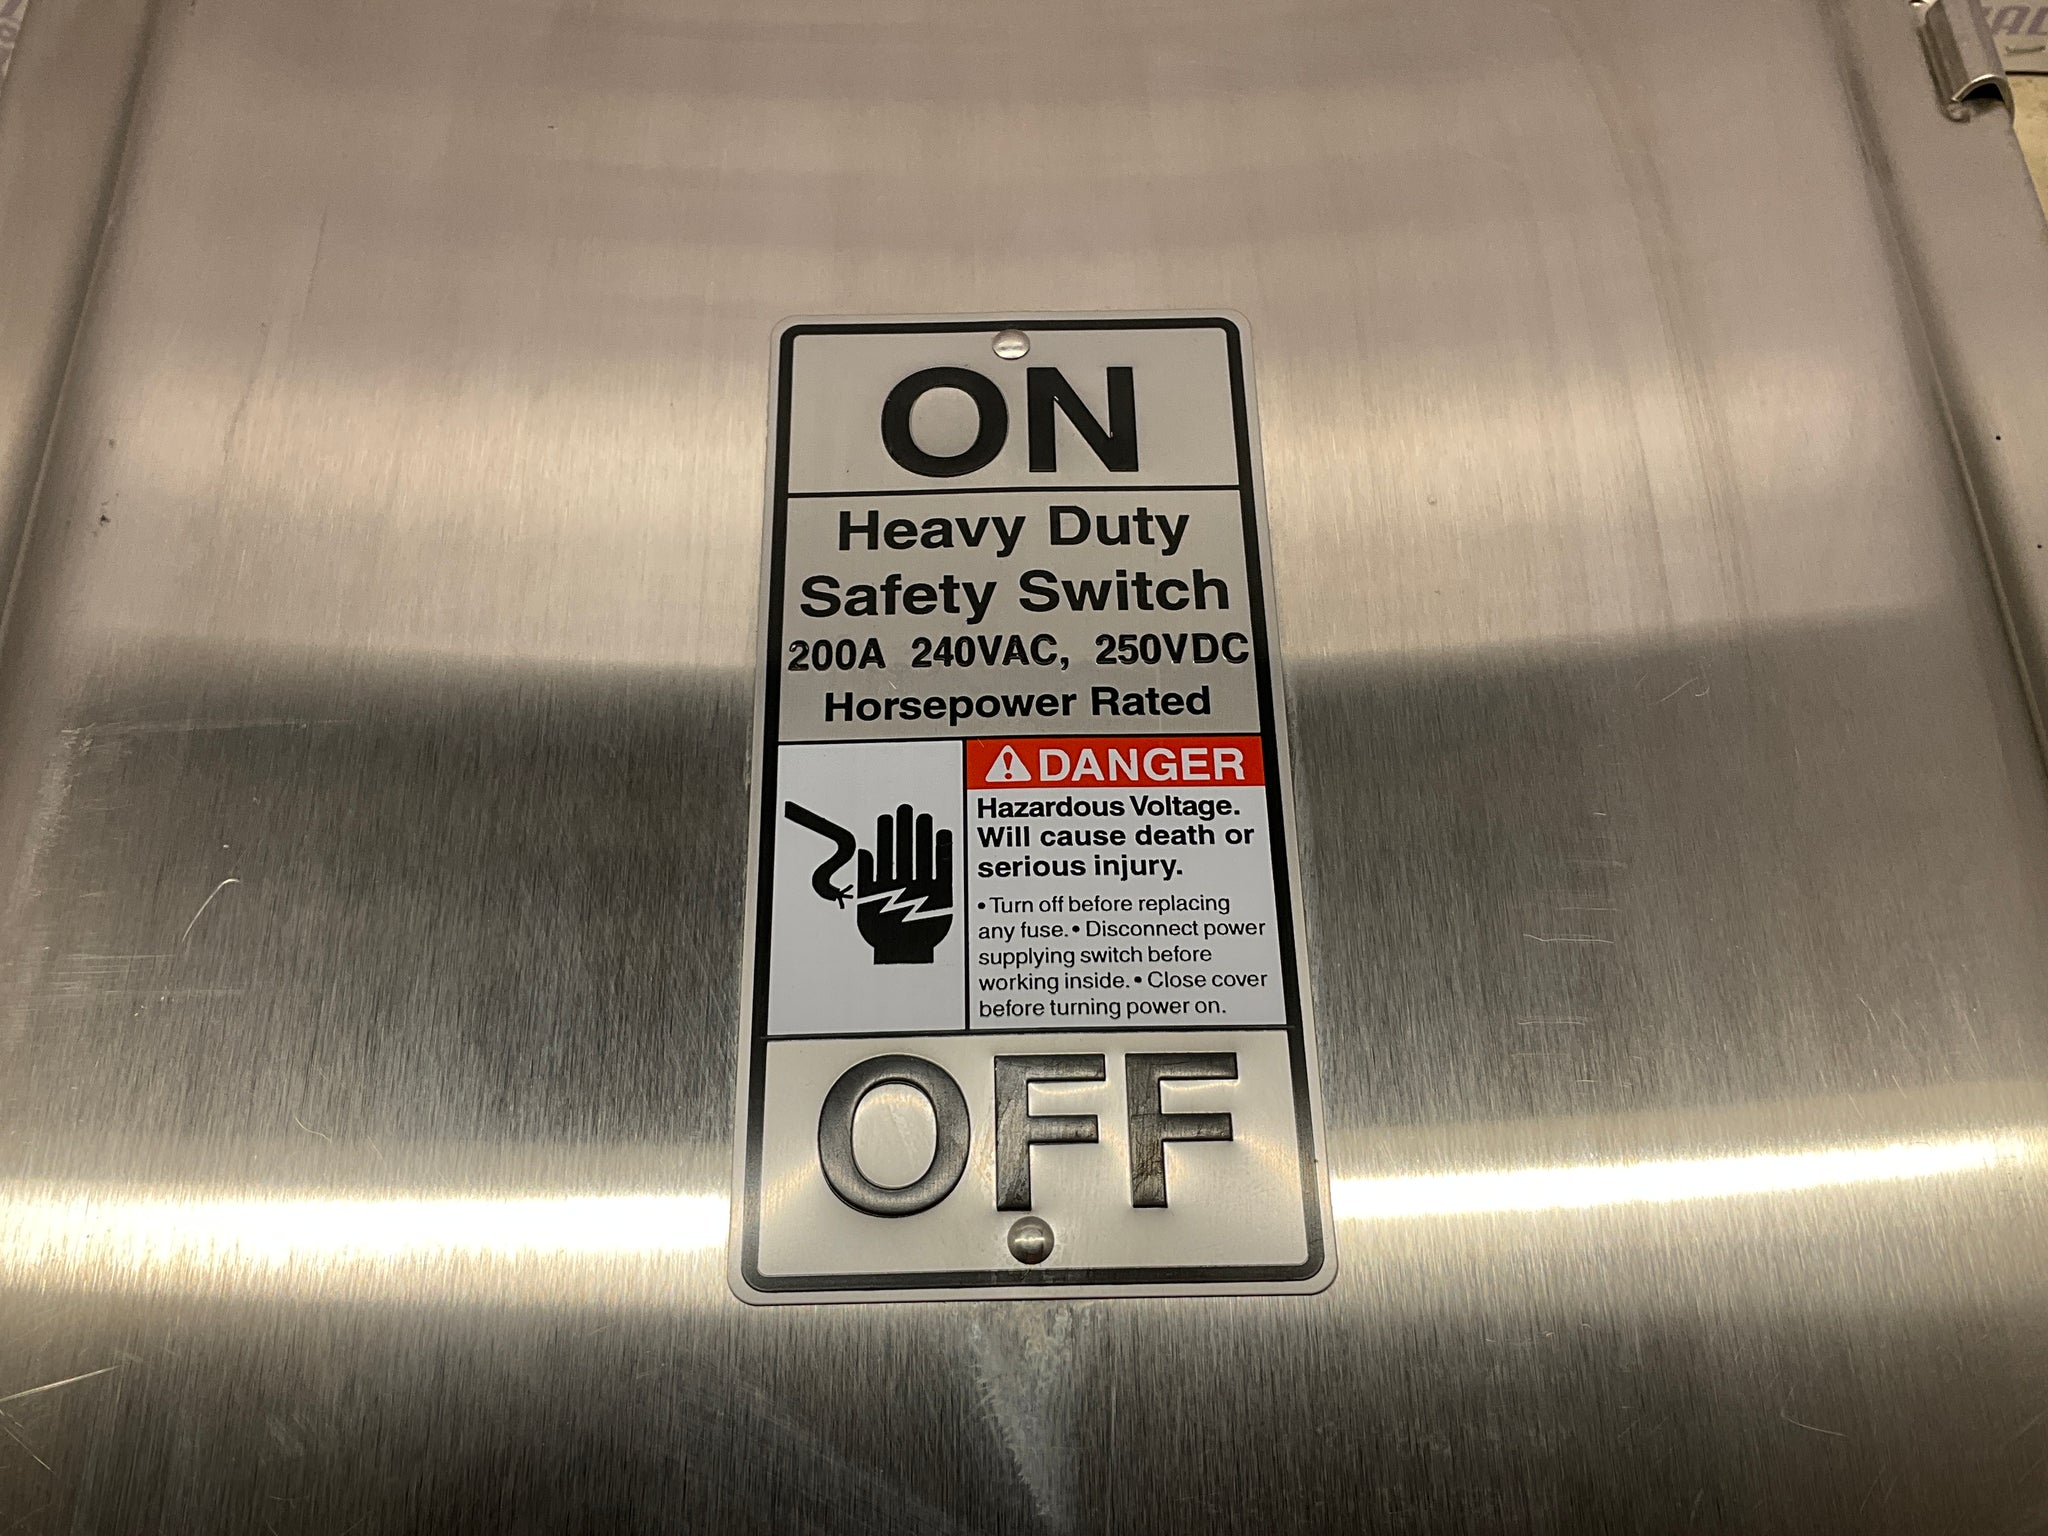 ON
Heavy Duty
Safety Switch
200A 240VAC, 250VDC
Horsepower Rated
DANGER
Hazardous Voltage.
Will cause death or
serious injury.
• Turn off before replacing
any fuse. • Disconnect power
supplying switch before
working inside. • Close cover
before turning power on.
OFF